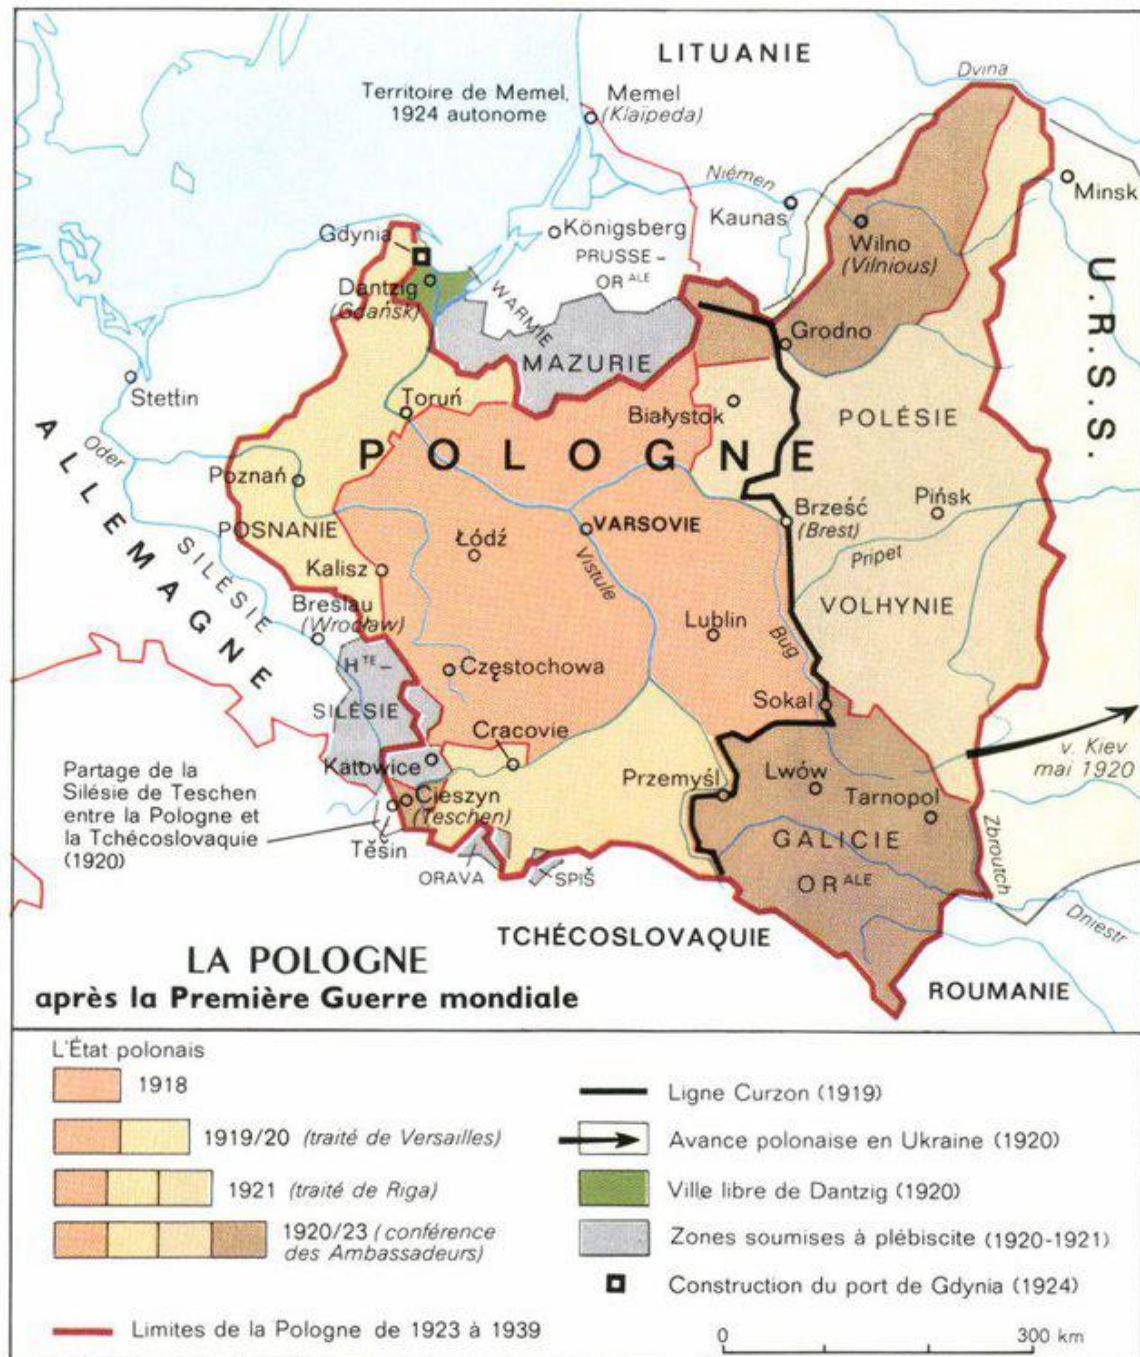 LITUANIE
Dvina
Territoire de Memel,
1924 autonome
Memel
(Klaïpeda)
Niémen
Minsk
Kaunas
Gdynia
Königsberg
PRUSSE-
OR ALE
Wilno
(Vilnious)
U.R.S.S.
Dantzig
(Gdańsk)
WARMIE
Grodno
MAZURIE
Stettin
Toruń
Białystok
POLÉSIE
ALLEMAGNE
Oder
POLOGNE
Poznań
POSNANIE
VARSOVIE
Brześć
(Brest)
Pińsk
SILÉSIE
Łódź
Vistule
Pripet
Kalisz
VOLHYNIE
Breslau
(Wrocław)
Lublin
Bug
HTE-
SILÉSIE
Częstochowa
Sokal
Cracovie
v. Kiev
mai 1920
Katowice
Przemyśl
Lwów
Tarnopol
Partage de la
Silésie de Teschen
entre la Pologne et
la Tchécoslovaquie
(1920)
Cieszyn
(Teschen)
Těšin
ORAVA
SPIŠ
GALICIE
OR ALE
Zbroutch
Dniestr
TCHÉCOSLOVAQUIE
ROUMANIE
LA POLOGNE
après la Première Guerre mondiale
L'État polonais
1918
1919/20 (traité de Versailles)
1921 (traité de Riga)
1920/23 (conférence
des Ambassadeurs)
Limites de la Pologne de 1923 à 1939
Ligne Curzon (1919)
Avance polonaise en Ukraine (1920)
Ville libre de Dantzig (1920)
Zones soumises à plébiscite (1920-1921)
Construction du port de Gdynia (1924)
0 300 km